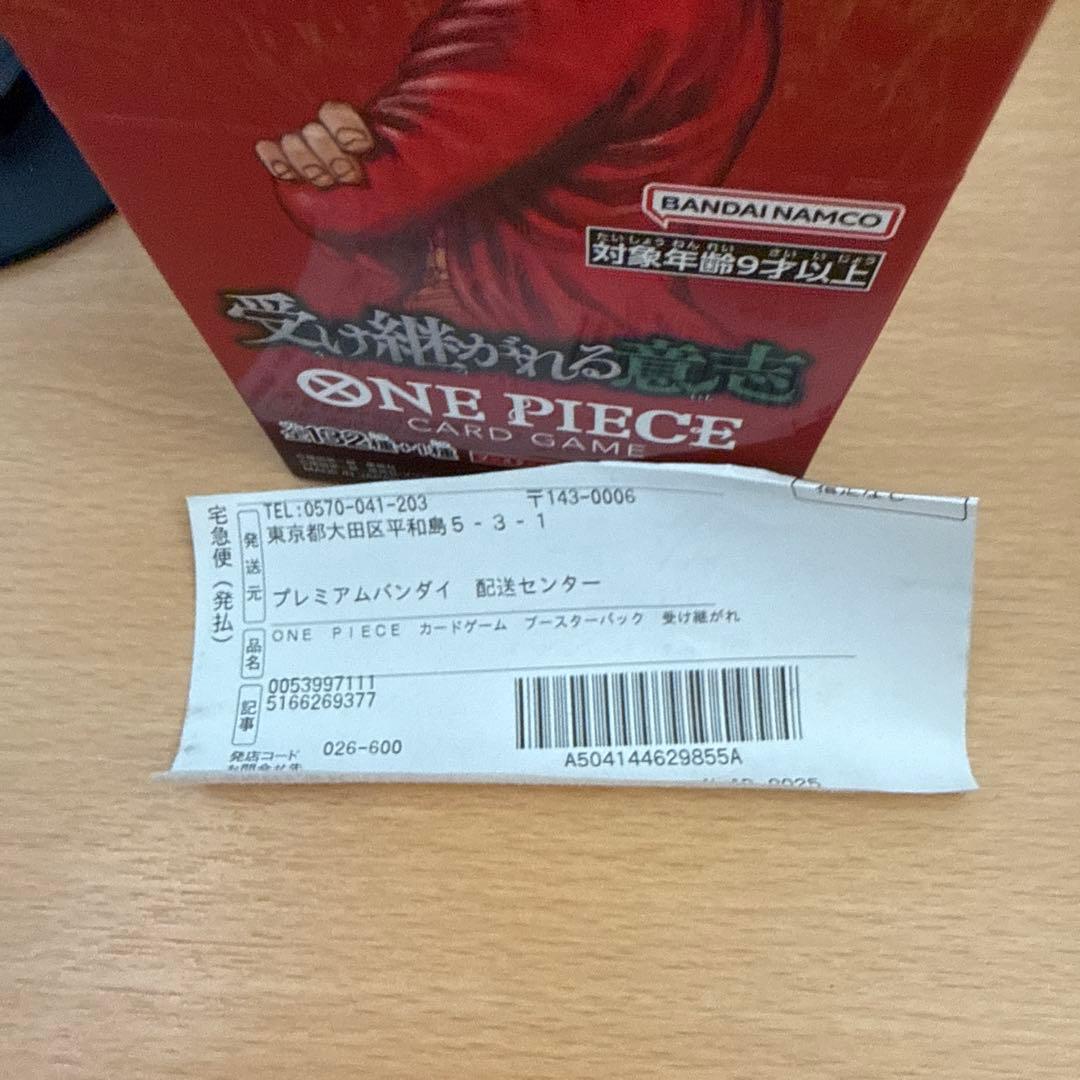 BANDAI NAMCO
たいしょうねんれい さいいじょう
対象年齢9才以上
受け継がれる意志
ONE PIECE
CARD GAME
TEL:0570-041-203 〒143-0006
東京都大田区平和島5-3-1
宅急便(発払)
発送元
プレミアムバンダイ 配送センター
品名
ONE PIECE カードゲーム ブースターパック 受け継がれ
記事
0053997111
5166269377
発店コード 026-600
A504144629855A